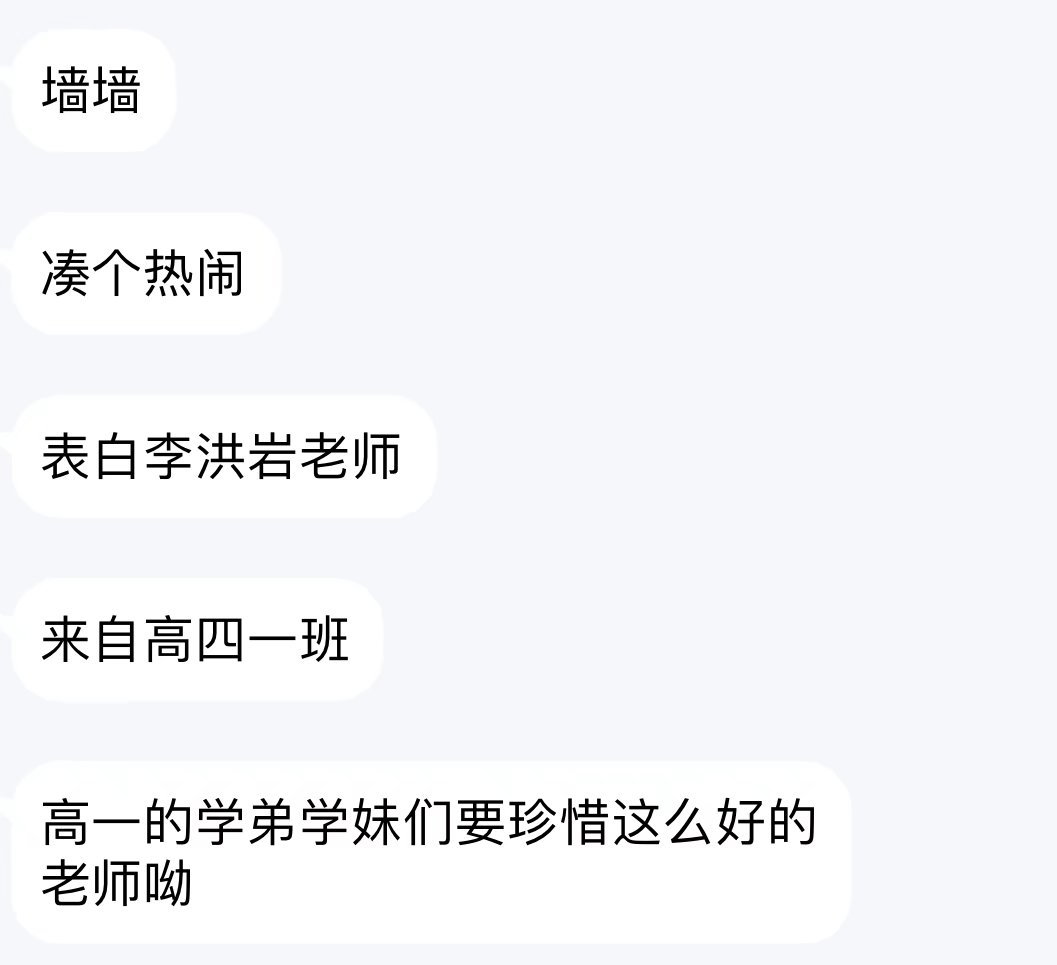 墙墙
凑个热闹
表白李洪岩老师
来自高四一班
高一的学弟学妹们要珍惜这么好的
老师呦